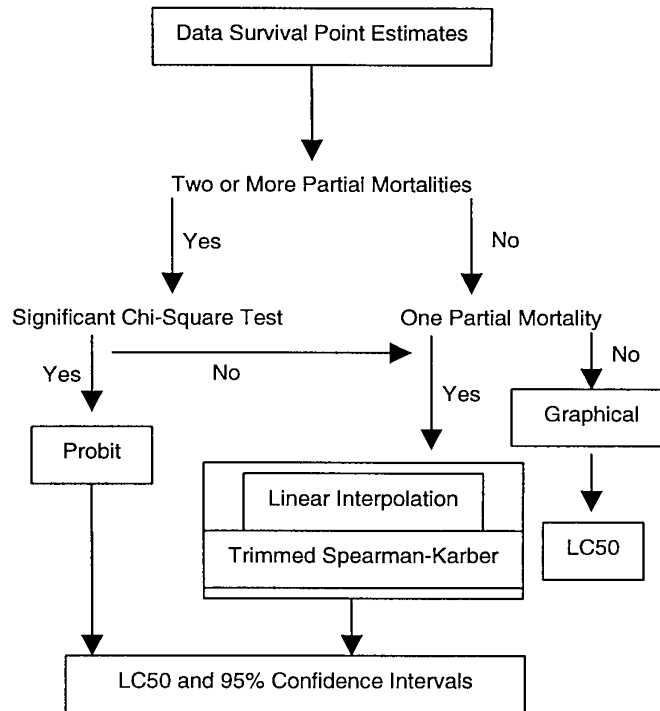 Data Survival Point Estimates
Two or More Partial Mortalities
Yes
No
Significant Chi-Square Test
One Partial Mortality
Yes
No
Yes
No
Probit
Graphical
Linear Interpolation
Trimmed Spearman-Karber
LC50
LC50 and 95% Confidence Intervals